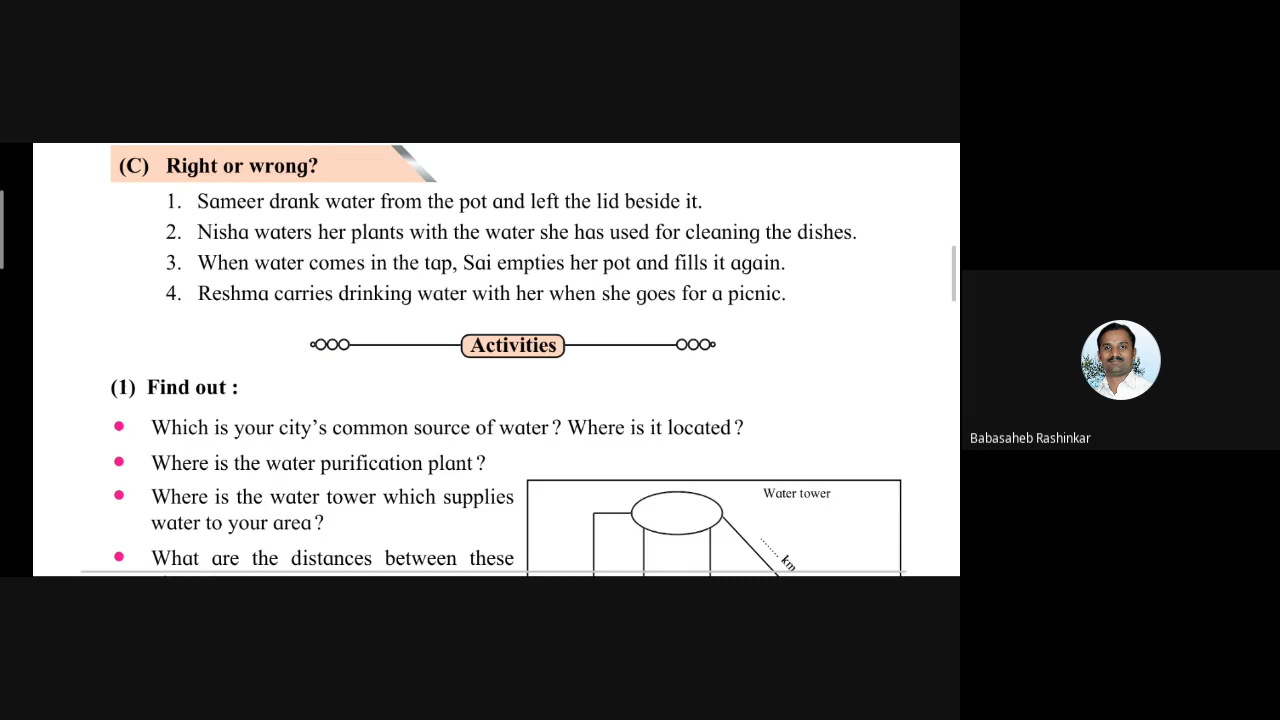 (C) Right or wrong?
1. Sameer drank water from the pot and left the lid beside it.
2. Nisha waters her plants with the water she has used for cleaning the dishes.
3. When water comes in the tap, Sai empties her pot and fills it again.
4. Reshma carries drinking water with her when she goes for a picnic.
Activities
(1) Find out :
• Which is your city's common source of water? Where is it located?
• Where is the water purification plant?
• Where is the water tower which supplies
water to your area?
• What are the distances between these
Water tower
........ km
Babasaheb Rashinkar